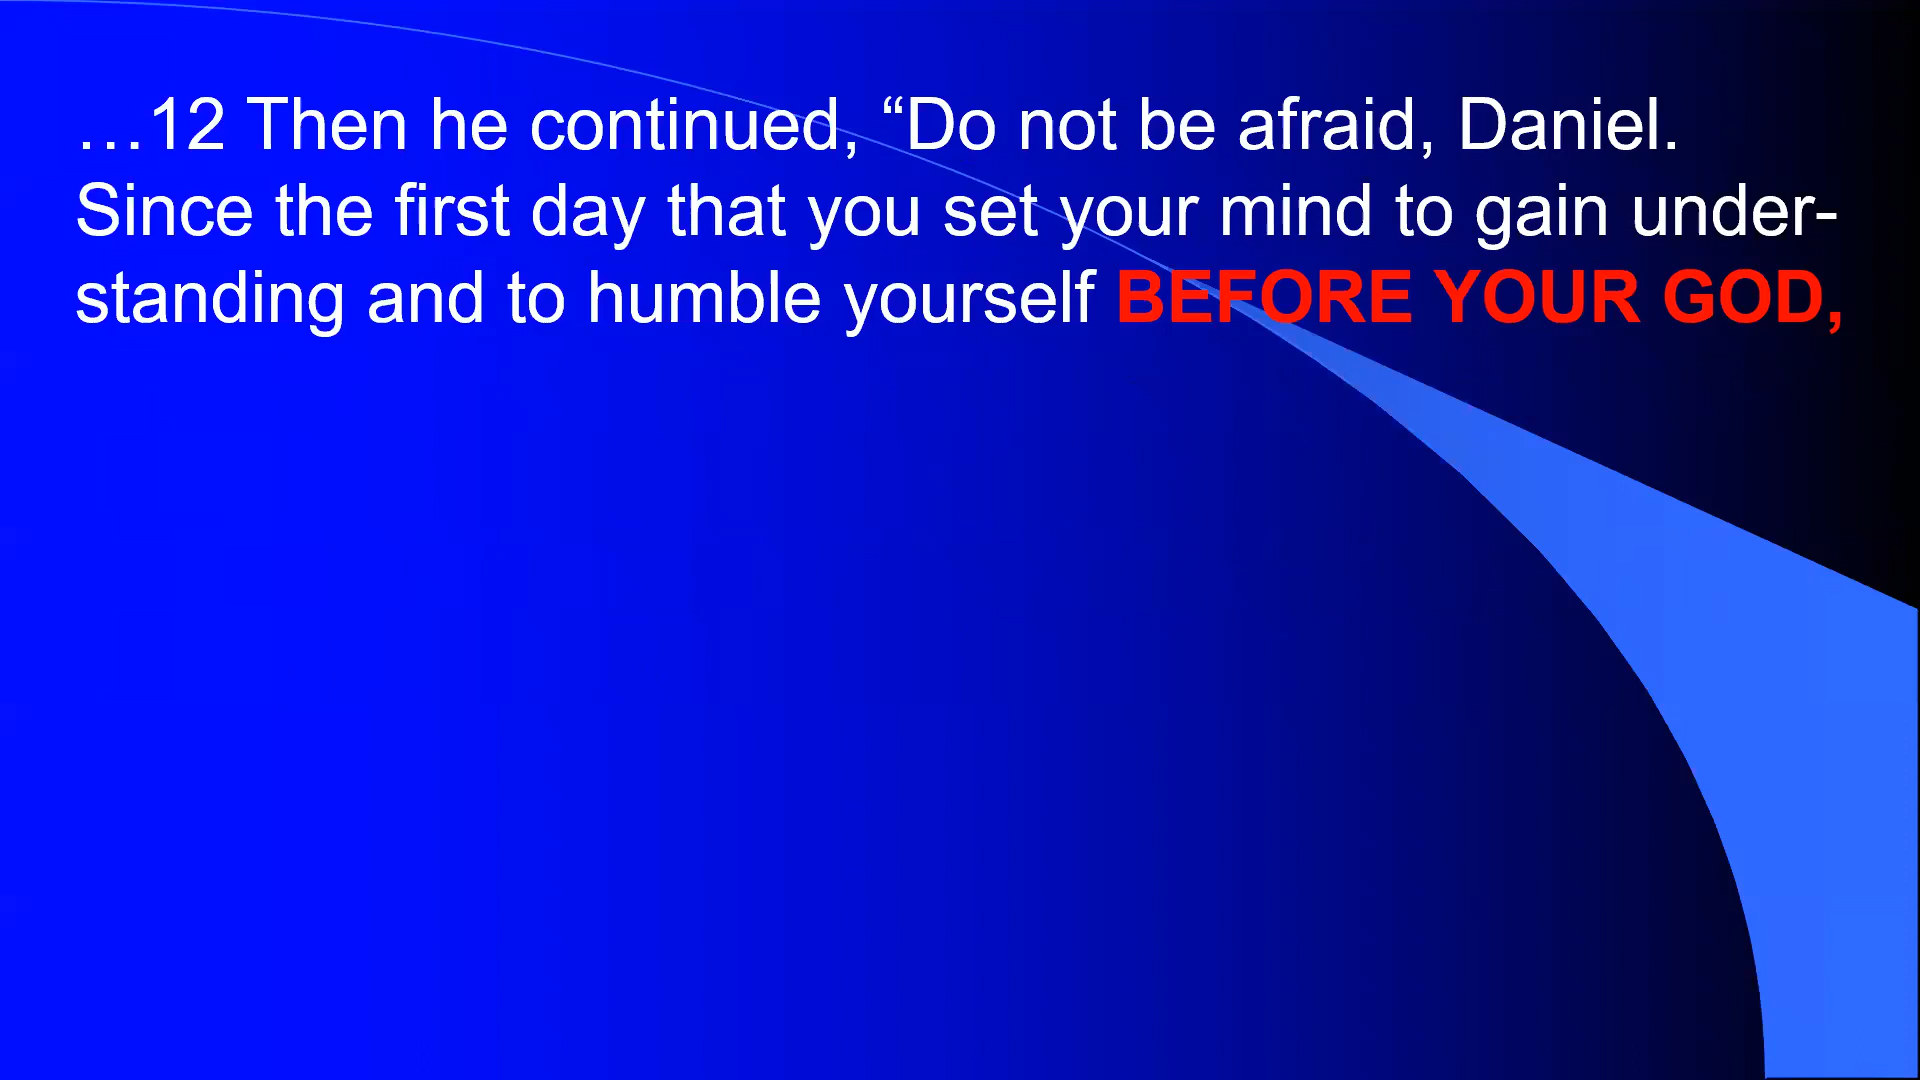 …12 Then he continued, “Do not be afraid, Daniel.
Since the first day that you set your mind to gain under-
standing and to humble yourself BEFORE YOUR GOD,